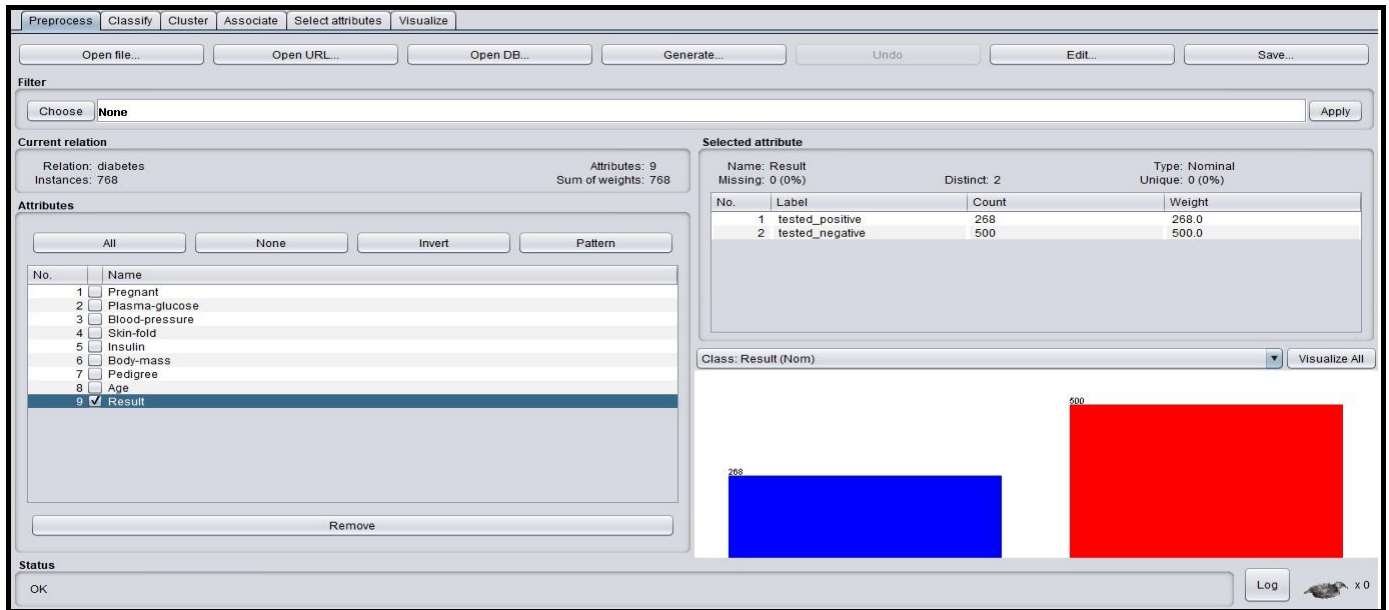 Preprocess Classify Cluster Associate Select attributes Visualize
Open file... Open URL... Open DB... Generate... Undo Edit... Save...
Filter
Choose None Apply
Current relation
Relation: diabetes Attributes: 9
Instances: 768 Sum of weights: 768
Attributes
All None Invert Pattern
No. Name
1 Pregnant
2 Plasma-glucose
3 Blood-pressure
4 Skin-fold
5 Insulin
6 Body-mass
7 Pedigree
8 Age
9 Result
Remove
Selected attribute
Name: Result Type: Nominal
Missing: 0 (0%) Distinct: 2 Unique: 0 (0%)
No. Label Count Weight
1 tested_positive 268 268.0
2 tested_negative 500 500.0
Class: Result (Nom) Visualize All
500
268
Status
OK Log x 0